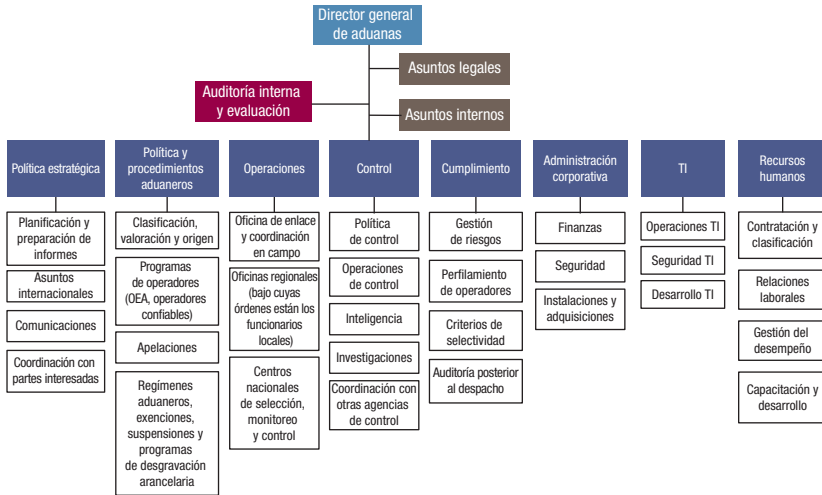 Director general
de aduanas
Asuntos legales
Auditoría interna
y evaluación
Asuntos internos
Política estratégica
Política y
procedimientos
aduaneros
Operaciones
Control
Cumplimiento
Administración
corporativa
TI
Recursos
humanos
Planificación y
preparación de
informes
Asuntos
internacionales
Comunicaciones
Coordinación con
partes interesadas
Clasificación,
valoración y origen
Programas
de operadores
(OEA, operadores
confiables)
Apelaciones
Regímenes
aduaneros,
exenciones,
suspensiones y
programas
de desgravación
arancelaria
Oficina de enlace
y coordinación
en campo
Oficinas regionales
(bajo cuyas
órdenes están los
funcionarios
locales)
Centros
nacionales
de selección,
monitoreo
y control
Política
de control
Operaciones
de control
Inteligencia
Investigaciones
Coordinación con
otras agencias
de control
Gestión
de riesgos
Perfilamiento
de operadores
Criterios de
selectividad
Auditoría posterior
al despacho
Finanzas
Seguridad
Instalaciones y
adquisiciones
Operaciones TI
Seguridad TI
Desarrollo TI
Contratación y
clasificación
Relaciones
laborales
Gestión del
desempeño
Capacitación y
desarrollo